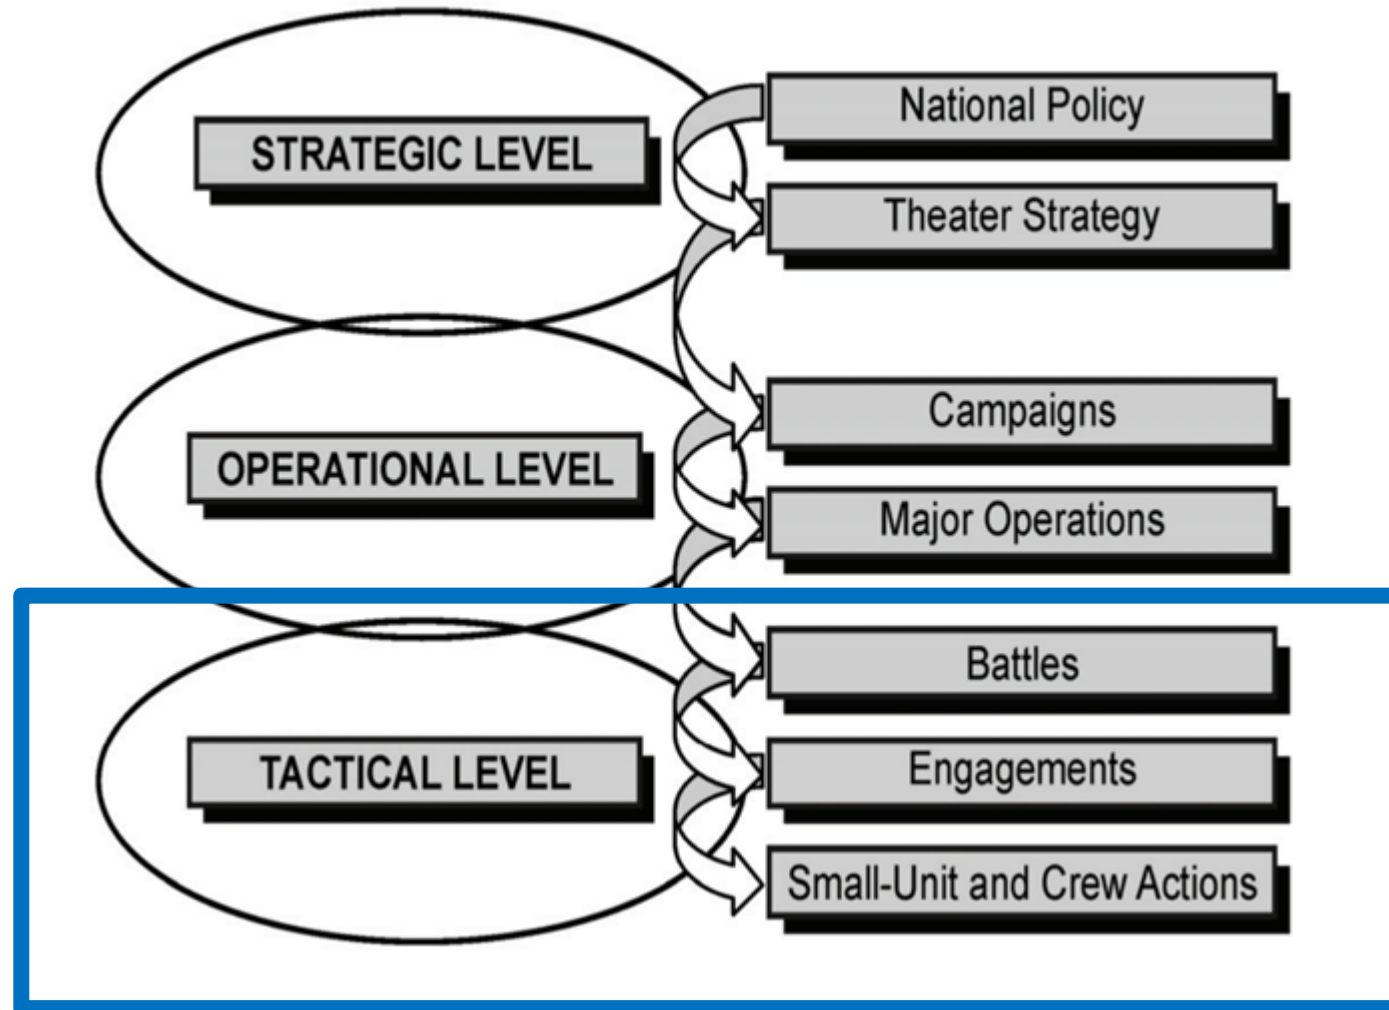 STRATEGIC LEVEL
National Policy
Theater Strategy
OPERATIONAL LEVEL
Campaigns
Major Operations
TACTICAL LEVEL
Battles
Engagements
Small-Unit and Crew Actions